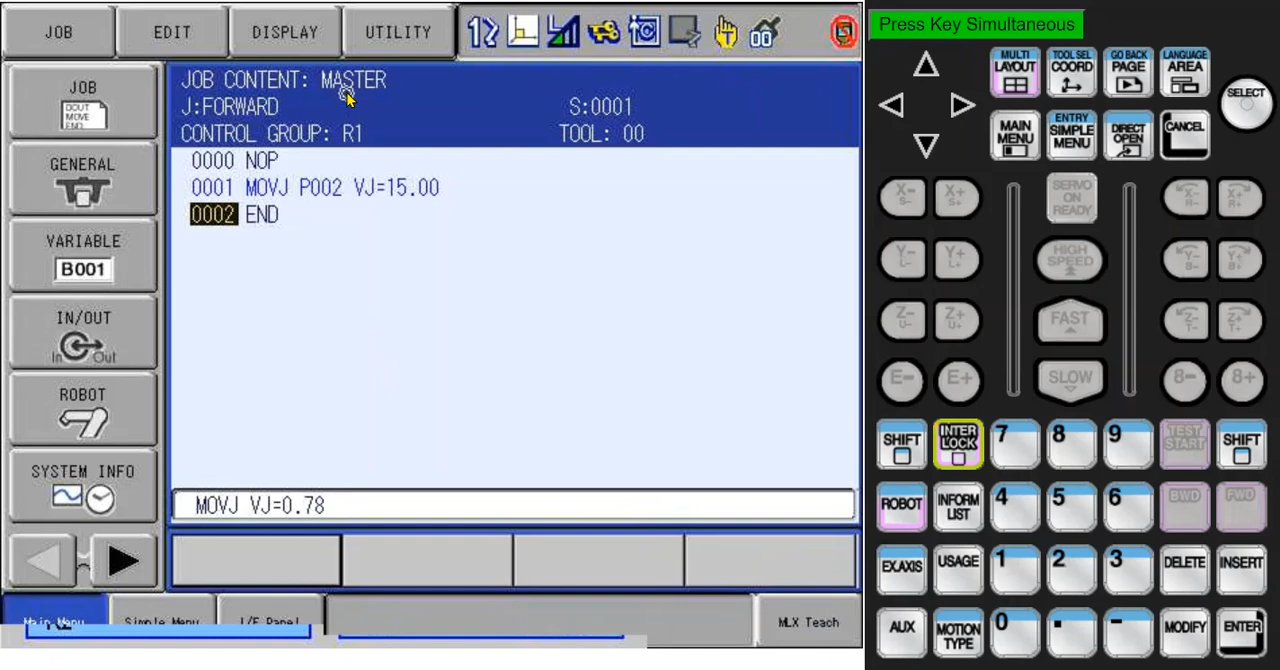 JOB
EDIT
DISPLAY
UTILITY
JOB
DOUT
MOVE
END
GENERAL
VARIABLE
B001
IN/OUT
In Out
ROBOT
SYSTEM INFO
JOB CONTENT: MASTER
J:FORWARD S:0001
CONTROL GROUP: R1 TOOL: 00
0000 NOP
0001 MOVJ P002 VJ=15.00
0002 END
MOVJ VJ=0.78
Main Menu
Simple Menu
MLX Teach
Press Key Simultaneous
MULTI
LAYOUT
TOOL SEL
COORD
GO BACK
PAGE
LANGUAGE
AREA
SELECT
MAIN
MENU
ENTRY
SIMPLE
MENU
DIRECT
OPEN
CANCEL
X-
S-
X+
S+
SERVO
ON
READY
X-
R-
X+
R+
Y-
L-
Y+
L+
HIGH
SPEED
Y-
B-
Y+
B+
Z-
U-
Z+
U+
FAST
Z-
T-
Z+
T+
E-
E+
SLOW
8-
8+
SHIFT
INTER
LOCK
7
8
9
TEST
START
SHIFT
ROBOT
INFORM
LIST
4
5
6
BWD
FWD
EX.AXIS
USAGE
1
2
3
DELETE
INSERT
AUX
MOTION
TYPE
0
.
-
MODIFY
ENTER